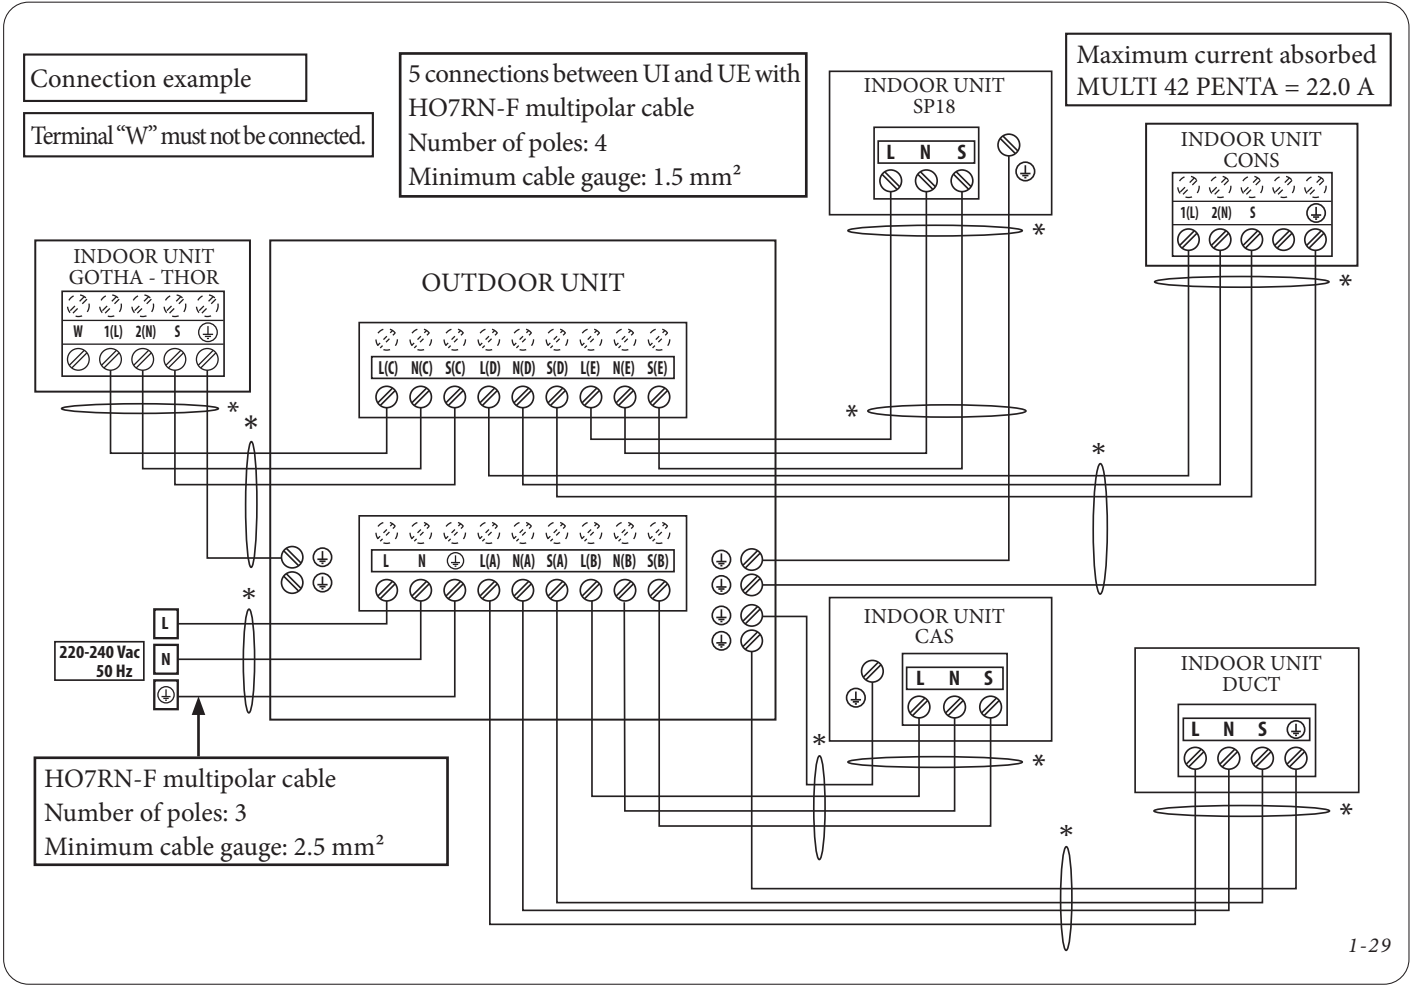 Connection example
Terminal “W” must not be connected.
5 connections between UI and UE with
HO7RN-F multipolar cable
Number of poles: 4
Minimum cable gauge: 1.5 mm²
INDOOR UNIT
SP18
L N S
Maximum current absorbed
MULTI 42 PENTA = 22.0 A
INDOOR UNIT
CONS
1(L) 2(N) S
*
*
INDOOR UNIT
GOTHA - THOR
W 1(L) 2(N) S
*
*
OUTDOOR UNIT
L(C) N(C) S(C) L(D) N(D) S(D) L(E) N(E) S(E)
*
*
L N L(A) N(A) S(A) L(B) N(B) S(B)
*
L
220-240 Vac
50 Hz
N
HO7RN-F multipolar cable
Number of poles: 3
Minimum cable gauge: 2.5 mm²
INDOOR UNIT
CAS
L N S
*
*
INDOOR UNIT
DUCT
L N S
*
*
1-29